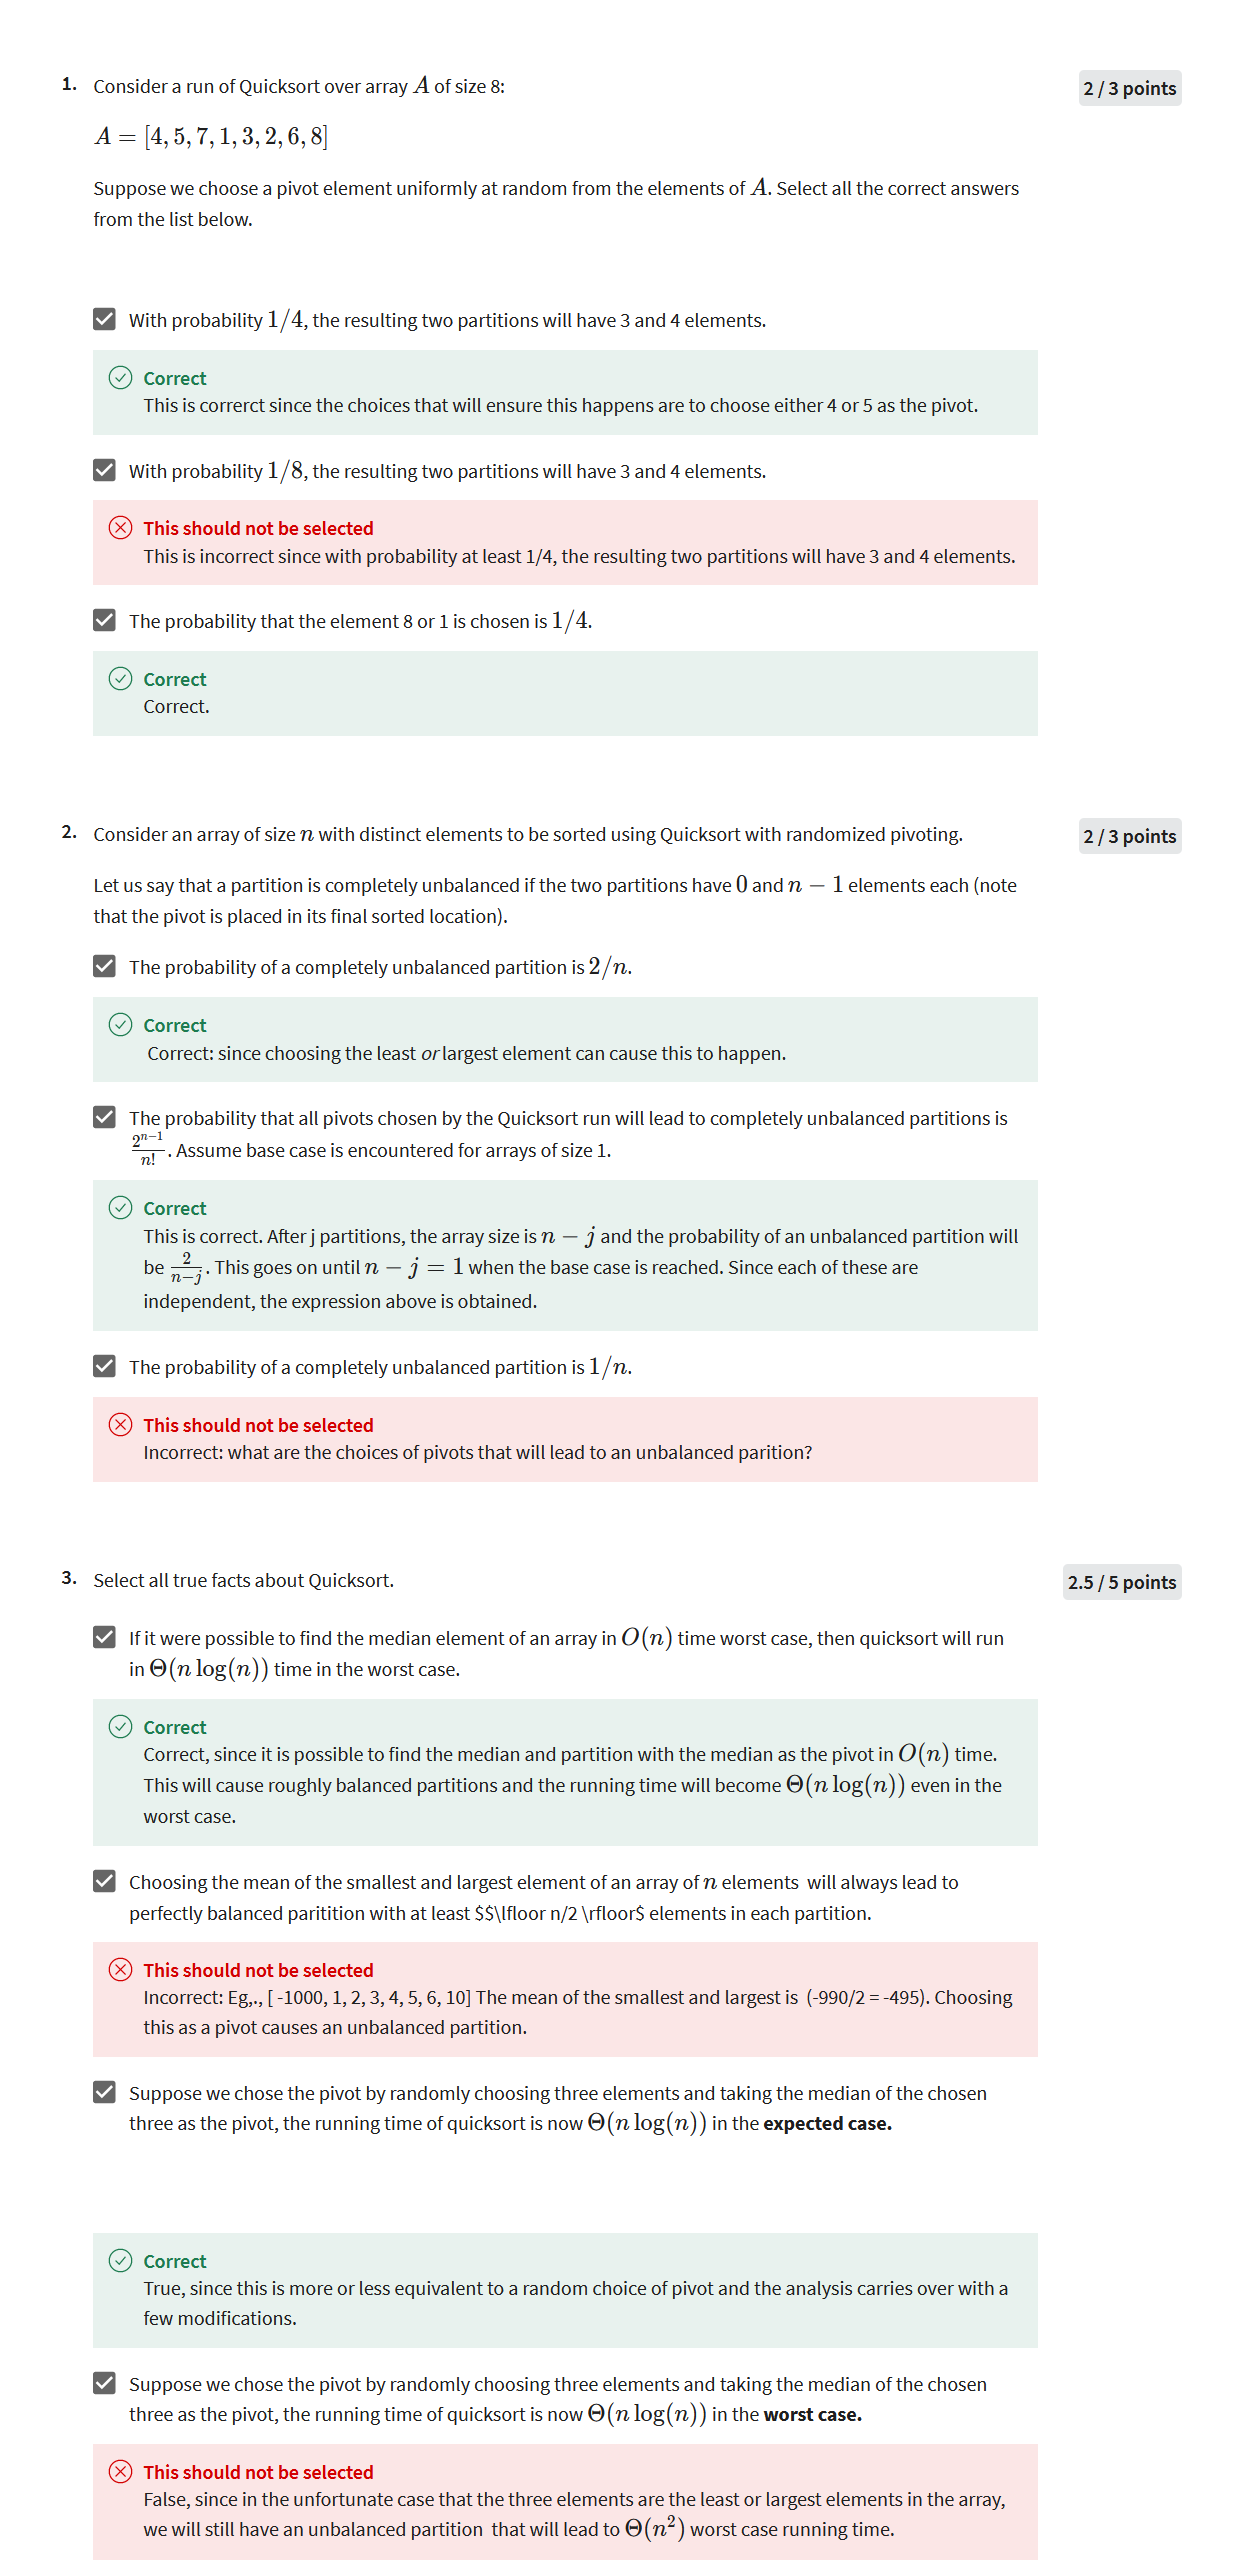 1. Consider a run of Quicksort over array A of size 8:
2 / 3 points
A = [4, 5, 7, 1, 3, 2, 6, 8]
Suppose we choose a pivot element uniformly at random from the elements of A. Select all the correct answers
from the list below.
With probability 1/4, the resulting two partitions will have 3 and 4 elements.
Correct
This is correrct since the choices that will ensure this happens are to choose either 4 or 5 as the pivot.
With probability 1/8, the resulting two partitions will have 3 and 4 elements.
This should not be selected
This is incorrect since with probability at least 1/4, the resulting two partitions will have 3 and 4 elements.
The probability that the element 8 or 1 is chosen is 1/4.
Correct
Correct.
2. Consider an array of size n with distinct elements to be sorted using Quicksort with randomized pivoting.
2 / 3 points
Let us say that a partition is completely unbalanced if the two partitions have 0 and n − 1 elements each (note
that the pivot is placed in its final sorted location).
The probability of a completely unbalanced partition is 2/n.
Correct
Correct: since choosing the least or largest element can cause this to happen.
The probability that all pivots chosen by the Quicksort run will lead to completely unbalanced partitions is
\frac{2^{n-1}}{n!}. Assume base case is encountered for arrays of size 1.
Correct
This is correct. After j partitions, the array size is n − j and the probability of an unbalanced partition will
be \frac{2}{n-j}. This goes on until n − j = 1 when the base case is reached. Since each of these are
independent, the expression above is obtained.
The probability of a completely unbalanced partition is 1/n.
This should not be selected
Incorrect: what are the choices of pivots that will lead to an unbalanced parition?
3. Select all true facts about Quicksort.
2.5 / 5 points
If it were possible to find the median element of an array in O(n) time worst case, then quicksort will run
in Θ(n log(n)) time in the worst case.
Correct
Correct, since it is possible to find the median and partition with the median as the pivot in O(n) time.
This will cause roughly balanced partitions and the running time will become Θ(n log(n)) even in the
worst case.
Choosing the mean of the smallest and largest element of an array of n elements will always lead to
perfectly balanced paritition with at least $$\lfloor n/2 \rfloor$ elements in each partition.
This should not be selected
Incorrect: Eg,., [ -1000, 1, 2, 3, 4, 5, 6, 10] The mean of the smallest and largest is (-990/2 = -495). Choosing
this as a pivot causes an unbalanced partition.
Suppose we chose the pivot by randomly choosing three elements and taking the median of the chosen
three as the pivot, the running time of quicksort is now Θ(n log(n)) in the expected case.
Correct
True, since this is more or less equivalent to a random choice of pivot and the analysis carries over with a
few modifications.
Suppose we chose the pivot by randomly choosing three elements and taking the median of the chosen
three as the pivot, the running time of quicksort is now Θ(n log(n)) in the worst case.
This should not be selected
False, since in the unfortunate case that the three elements are the least or largest elements in the array,
we will still have an unbalanced partition that will lead to Θ(n²) worst case running time.